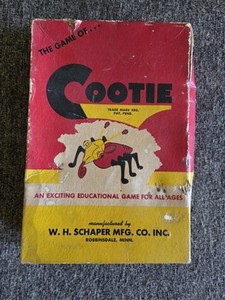 THE GAME OF...
COOTIE
TRADE MARK REG.
PAT. PEND.
AN EXCITING EDUCATIONAL GAME FOR ALL AGES
manufactured by
W. H. SCHAPER MFG. CO. INC.
ROBBINSDALE, MINN.